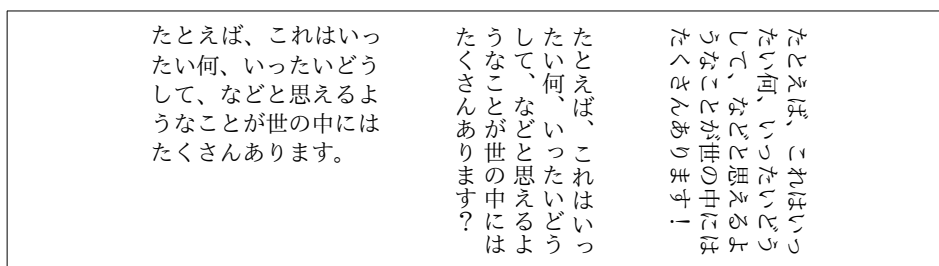 たとえば、これはいっ
たい何、いったいどう
して、などと思えるよ
うなことが世の中には
たくさんあります。
たとえば、これはいっ
たい何、いったいどう
して、などと思えるよ
うなことが世の中には
たくさんあります？
たとえば、これはいっ
たい何、いったいどう
して、などと思えるよ
うなことが世の中には
たくさんあります！